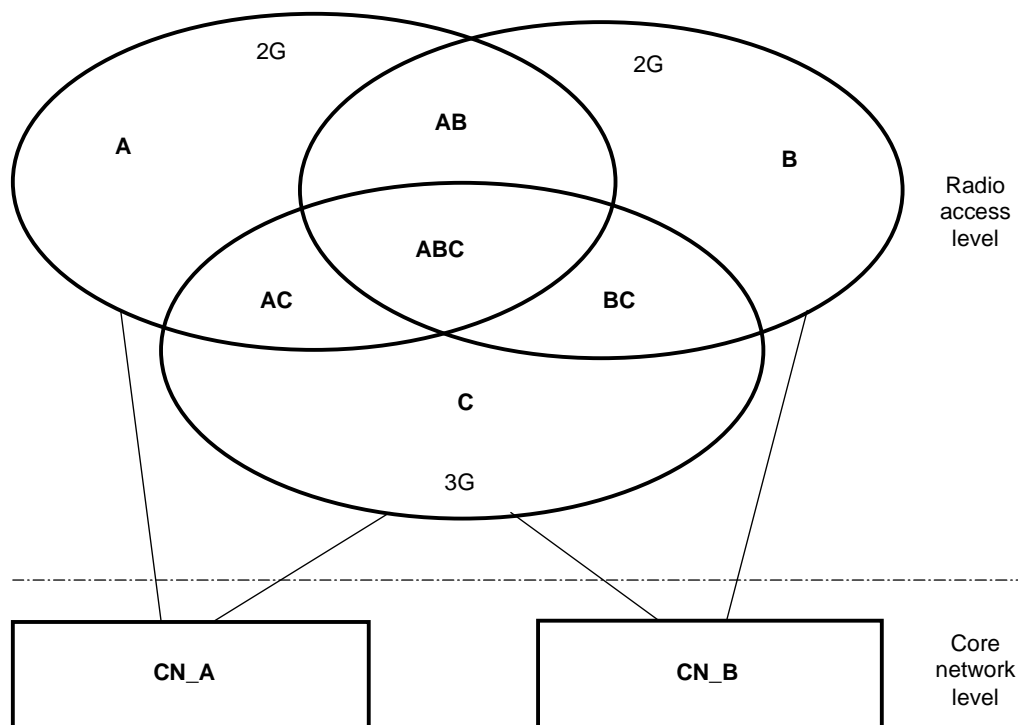 2G
2G
AB
A
B
Radio
access
level
ABC
AC
BC
C
3G
CN_A
CN_B
Core
network
level